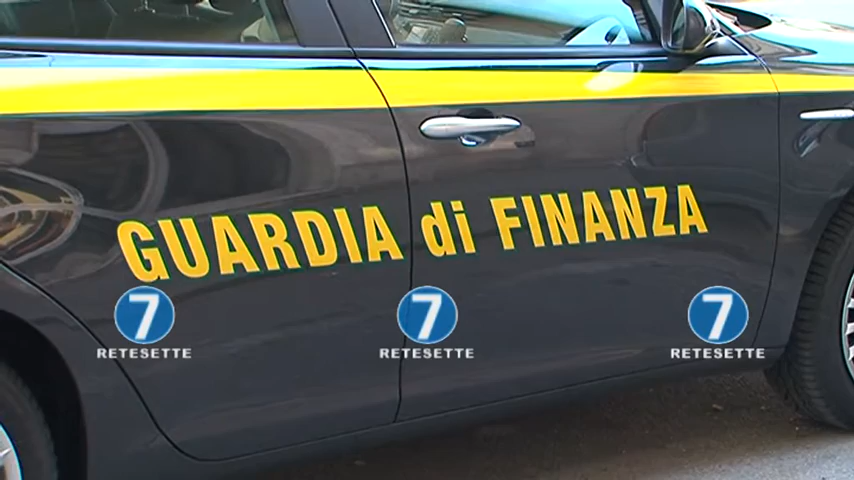 GUARDIA di FINANZA
7 7 7
RETESETTE RETESETTE RETESETTE